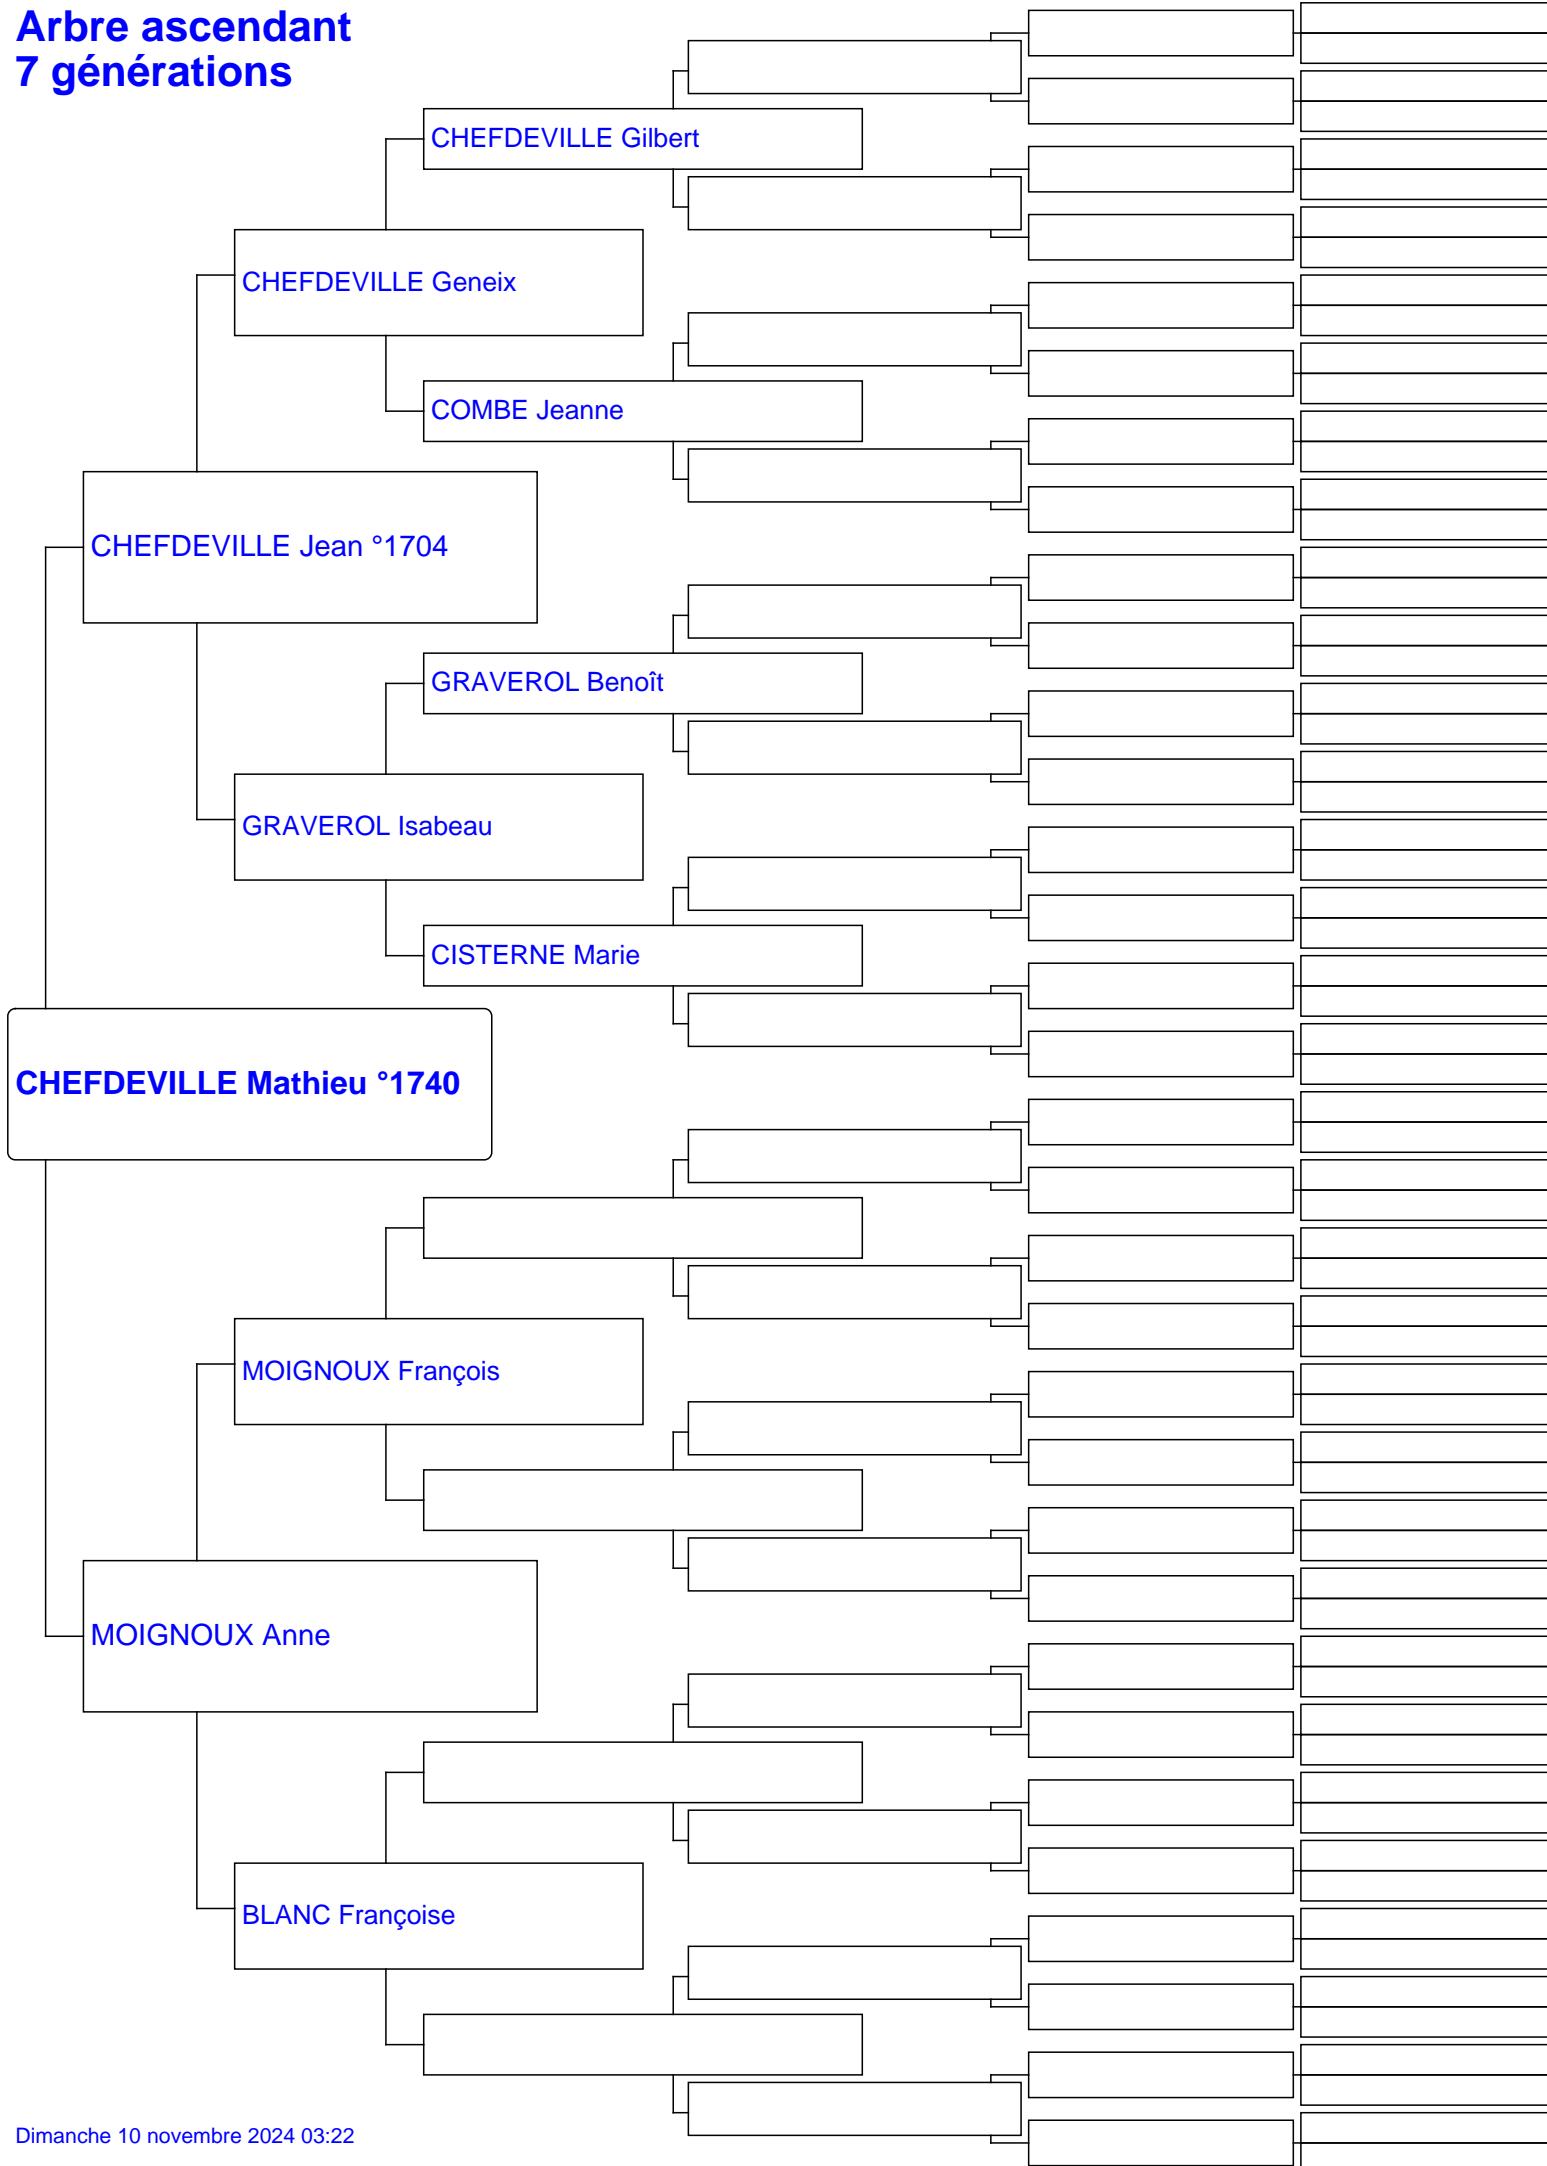 Arbre ascendant
7 générations
CHEFDEVILLE Gilbert
CHEFDEVILLE Geneix
COMBE Jeanne
CHEFDEVILLE Jean °1704
GRAVEROL Benoît
GRAVEROL Isabeau
CISTERNE Marie
CHEFDEVILLE Mathieu °1740
MOIGNOUX François
MOIGNOUX Anne
BLANC Françoise
Dimanche 10 novembre 2024 03:22